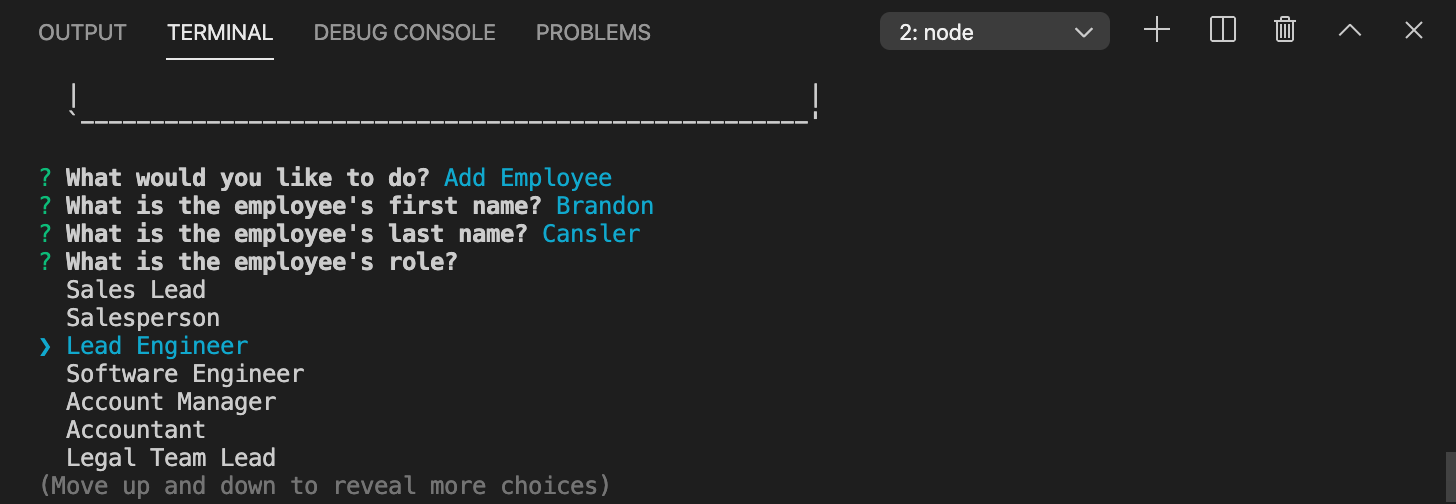 OUTPUT TERMINAL DEBUG CONSOLE PROBLEMS 2: node
? What would you like to do? Add Employee
? What is the employee's first name? Brandon
? What is the employee's last name? Cansler
? What is the employee's role?
Sales Lead
Salesperson
❯ Lead Engineer
Software Engineer
Account Manager
Accountant
Legal Team Lead
(Move up and down to reveal more choices)